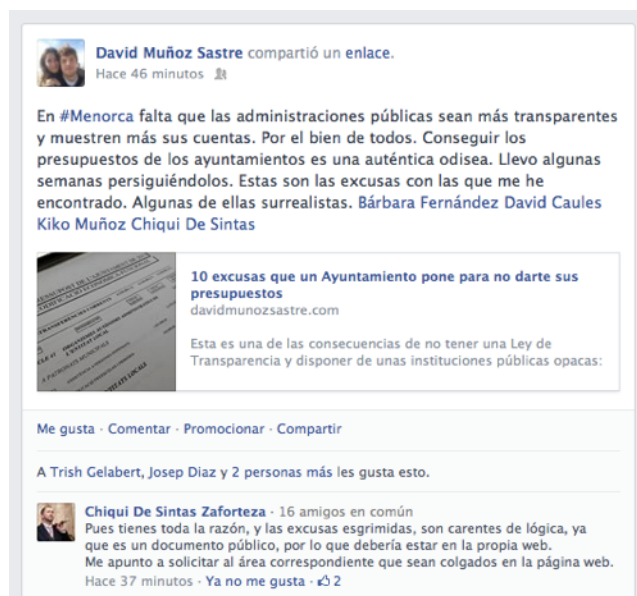 David Muñoz Sastre compartió un enlace.
Hace 46 minutos
En #Menorca falta que las administraciones públicas sean más transparentes
y muestren más sus cuentas. Por el bien de todos. Conseguir los
presupuestos de los ayuntamientos es una auténtica odisea. Llevo algunas
semanas persiguiéndolos. Estas son las excusas con las que me he
encontrado. Algunas de ellas surrealistas. Bárbara Fernández David Caules
Kiko Muñoz Chiqui De Sintas
10 excusas que un Ayuntamiento pone para no darte sus
presupuestos
davidmunozsastre.com
Esta es una de las consecuencias de no tener una Ley de
Transparencia y disponer de unas instituciones públicas opacas:
Me gusta · Comentar · Promocionar · Compartir
A Trish Gelabert, Josep Diaz y 2 personas más les gusta esto.
Chiqui De Sintas Zaforteza · 16 amigos en común
Pues tienes toda la razón, y las excusas esgrimidas, son carentes de lógica, ya
que es un documento público, por lo que debería estar en la propia web.
Me apunto a solicitar al área correspondiente que sean colgados en la página web.
Hace 37 minutos · Ya no me gusta · 2